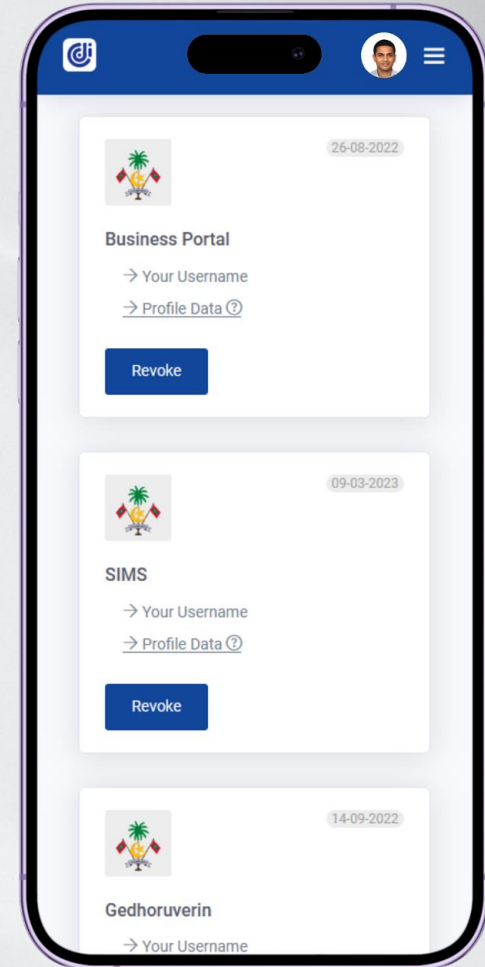 26-08-2022
Business Portal
→ Your Username
→ Profile Data ?
Revoke
09-03-2023
SIMS
→ Your Username
→ Profile Data ?
Revoke
14-09-2022
Gedhoruverin
→ Your Username